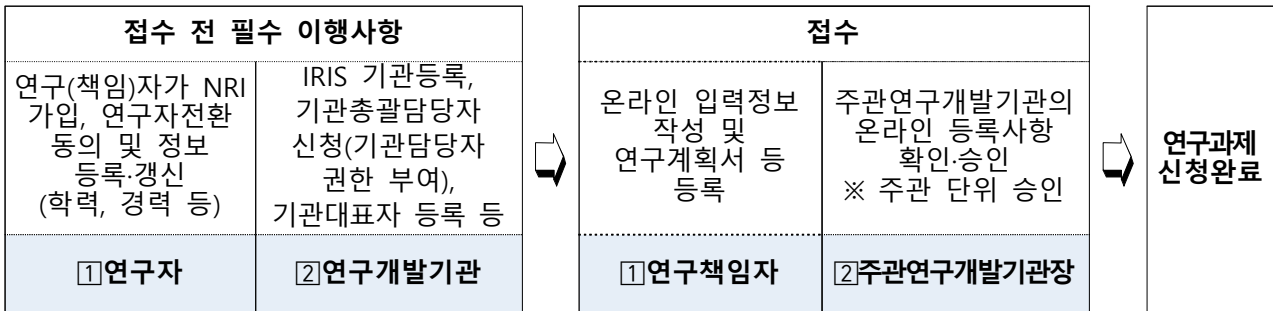 접수 전 필수 이행사항
연구(책임)자가 NRI
가입, 연구자전환
동의 및 정보
등록·갱신
(학력, 경력 등)
1연구자
IRIS 기관등록,
기관총괄담당자
신청(기관담당자
권한 부여),
기관대표자 등록 등
2연구개발기관
접수
온라인 입력정보
작성 및
연구계획서 등
등록
1연구책임자
주관연구개발기관의
온라인 등록사항
확인·승인
※ 주관 단위 승인
2주관연구개발기관장
연구과제
신청완료